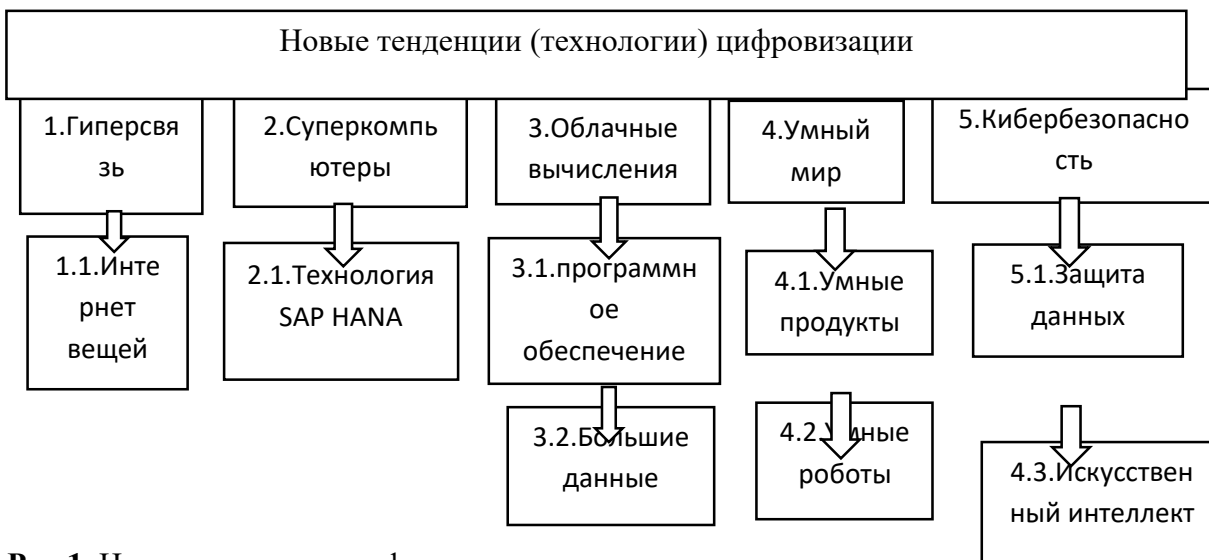 Новые тенденции (технологии) цифровизации
1.Гиперсвя
зь
2.Суперкомпь
ютеры
3.Облачные
вычисления
4.Умный
мир
5.Кибербезопасно
сть
1.1.Инте
рнет
вещей
2.1.Технология
SAP HANA
3.1.программн
ое
обеспечение
4.1.Умные
продукты
5.1.Защита
данных
3.2.Большие
данные
4.2.Умные
роботы
4.3.Искусствен
ный интеллект